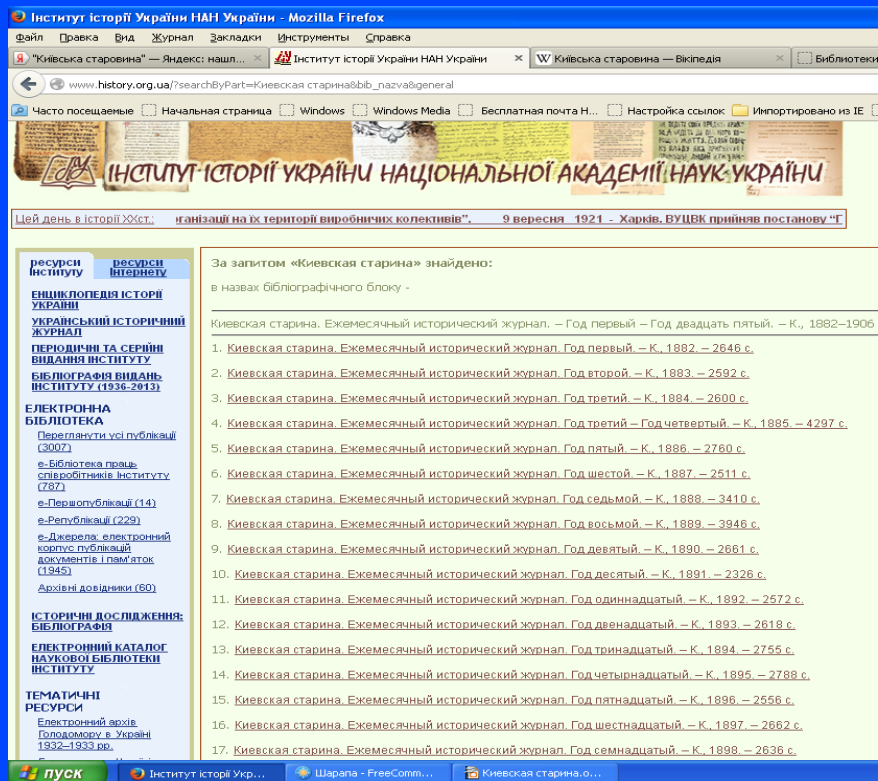 Інститут історії України НАН України - Mozilla Firefox
Файл Правка Вид Журнал Закладки Инструменты Справка
"Київська старовина" — Яндекс: нашл... × Інститут історії України НАН України × Київська старовина — Вікіпедія × Библиотеки
www.history.org.ua/?searchByPart=Киевская старина&bib_nazva&general
Часто посещаемые Начальная страница Windows Windows Media Бесплатная почта H... Настройка ссылок Импортировано из IE
ІНСТИТУТ ІСТОРІЇ УКРАЇНИ НАЦІОНАЛЬНОЇ АКАДЕМІЇ НАУК УКРАЇНИ
Цей день в історії ХХст.: ганізації на їх території виробничих колективів”, 9 вересня 1921 - Харків. ВУЦВК прийняв постанову “Г
ресурси Інституту
ресурси Інтернету
ЕНЦИКЛОПЕДІЯ ІСТОРІЇ
УКРАЇНИ
УКРАЇНСЬКИЙ ІСТОРИЧНИЙ
ЖУРНАЛ
ПЕРІОДИЧНІ ТА СЕРІЙНІ
ВИДАННЯ ІНСТИТУТУ
БІБЛІОГРАФІЯ ВИДАНЬ
ІНСТИТУТУ (1936-2013)
ЕЛЕКТРОННА
БІБЛІОТЕКА
Переглянути усі публікації
(3007)
е-Бібліотека праць
співробітників Інституту
(787)
е-Першопублікації (14)
е-Републікації (229)
е-Джерела: електронний
корпус публікацій
документів і пам'яток
(1945)
Архівні довідники (60)
ІСТОРИЧНІ ДОСЛІДЖЕННЯ:
БІБЛІОГРАФІЯ
ЕЛЕКТРОННИЙ КАТАЛОГ
НАУКОВОЇ БІБЛІОТЕКИ
ІНСТИТУТУ
ТЕМАТИЧНІ
РЕСУРСИ
Електронний архів
Голодомору в Україні
1932–1933 рр.
За запитом «Киевская старина» знайдено:
в назвах бібліографічного блоку -
Киевская старина. Ежемесячный исторический журнал. – Год первый – Год двадцать пятый. – К., 1882–1906
1. Киевская старина. Ежемесячный исторический журнал. Год первый. – К., 1882. – 2646 с.
2. Киевская старина. Ежемесячный исторический журнал. Год второй. – К., 1883. – 2592 с.
3. Киевская старина. Ежемесячный исторический журнал. Год третий. – К., 1884. – 2600 с.
4. Киевская старина. Ежемесячный исторический журнал. Год третий – Год четвертый. – К., 1885. – 4297 с.
5. Киевская старина. Ежемесячный исторический журнал. Год пятый. – К., 1886. – 2760 с.
6. Киевская старина. Ежемесячный исторический журнал. Год шестой. – К., 1887. – 2511 с.
7. Киевская старина. Ежемесячный исторический журнал. Год седьмой. – К., 1888. – 3410 с.
8. Киевская старина. Ежемесячный исторический журнал. Год восьмой. – К., 1889. – 3946 с.
9. Киевская старина. Ежемесячный исторический журнал. Год девятый. – К., 1890. – 2661 с.
10. Киевская старина. Ежемесячный исторический журнал. Год десятый. – К., 1891. – 2326 с.
11. Киевская старина. Ежемесячный исторический журнал. Год одиннадцатый. – К., 1892. – 2572 с.
12. Киевская старина. Ежемесячный исторический журнал. Год двенадцатый. – К., 1893. – 2618 с.
13. Киевская старина. Ежемесячный исторический журнал. Год тринадцатый. – К., 1894. – 2755 с.
14. Киевская старина. Ежемесячный исторический журнал. Год четырнадцатый. – К., 1895. – 2788 с.
15. Киевская старина. Ежемесячный исторический журнал. Год пятнадцатый. – К., 1896. – 2556 с.
16. Киевская старина. Ежемесячный исторический журнал. Год шестнадцатый. – К., 1897. – 2662 с.
17. Киевская старина. Ежемесячный исторический журнал. Год семнадцатый. – К., 1898. – 2636 с.
пуск Інститут історії Укр... Шарапа - FreeComm... Киевская старина.о...